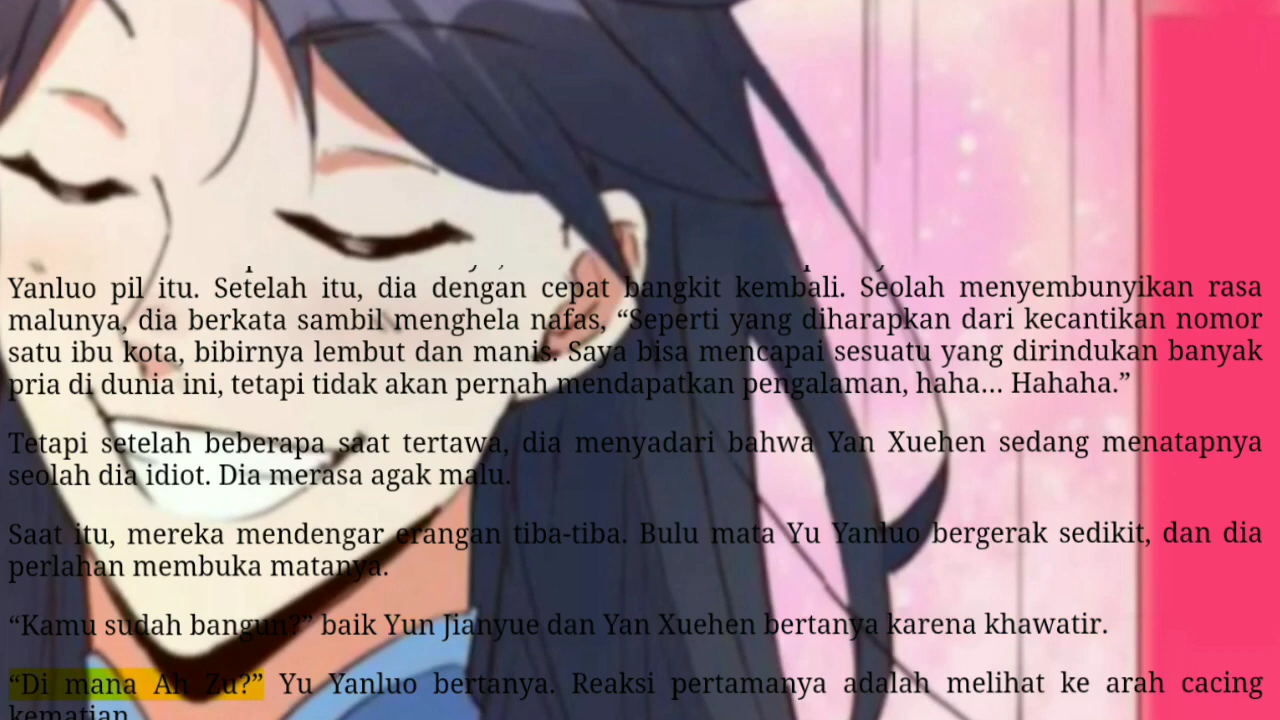 Yanluo pil itu. Setelah itu, dia dengan cepat bangkit kembali. Seolah menyembunyikan rasa
malunya, dia berkata sambil menghela nafas, “Seperti yang diharapkan dari kecantikan nomor
satu ibu kota, bibirnya lembut dan manis. Saya bisa mencapai sesuatu yang dirindukan banyak
pria di dunia ini, tetapi tidak akan pernah mendapatkan pengalaman, haha... Hahaha.”
Tetapi setelah beberapa saat tertawa, dia menyadari bahwa Yan Xuehen sedang menatapnya
seolah dia idiot. Dia merasa agak malu.
Saat itu, mereka mendengar erangan tiba-tiba. Bulu mata Yu Yanluo bergerak sedikit, dan dia
perlahan membuka matanya.
“Kamu sudah bangun?” baik Yun Jianyue dan Yan Xuehen bertanya karena khawatir.
“Di mana Ah Zu?” Yu Yanluo bertanya. Reaksi pertamanya adalah melihat ke arah cacing
kematian.